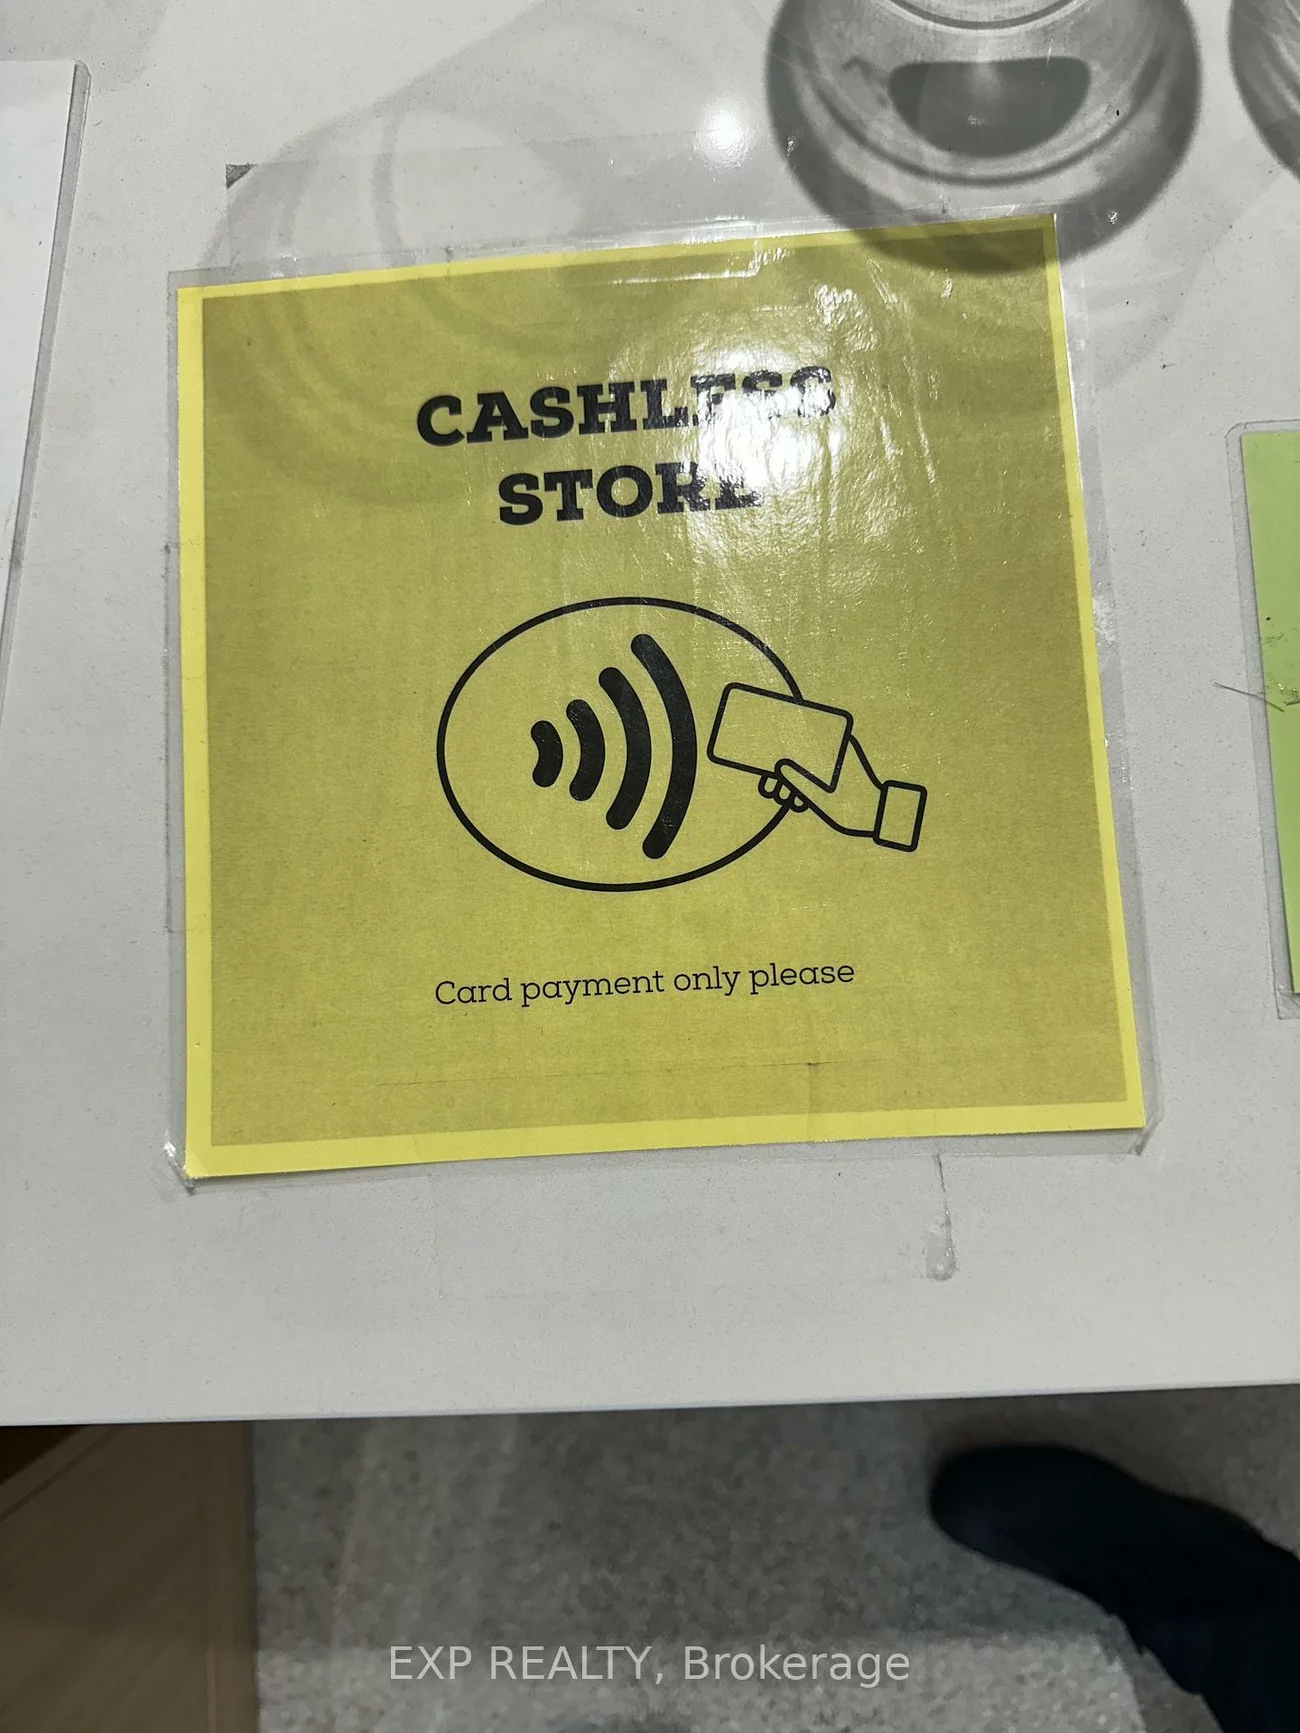 CASHLESS
STORE
Card payment only please
EXP REALTY, Brokerage